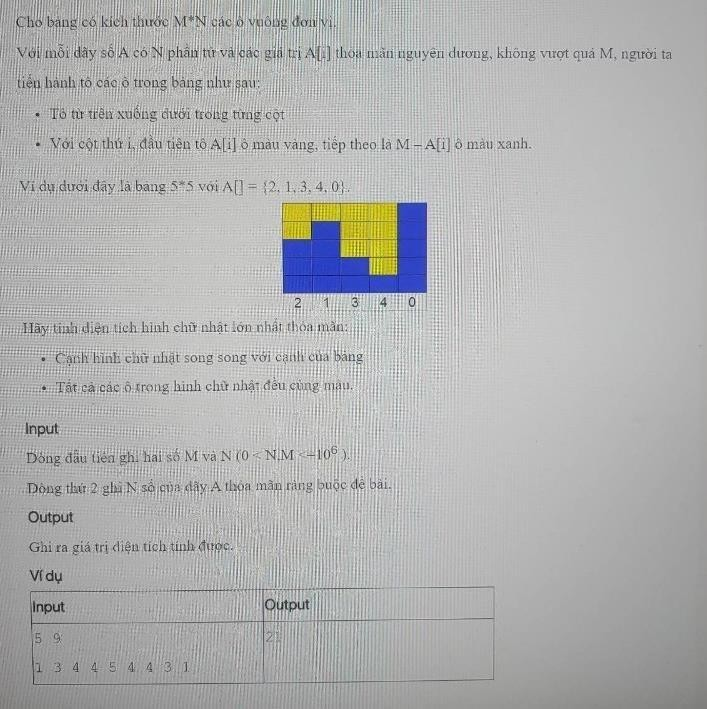 Cho bảng có kích thước M*N các ô vuông đơn vị.
Với mỗi dãy số A có N phần tử và các giá trị A[i] thỏa mãn nguyên dương, không vượt quá M, người ta
tiến hành tô các ô trong bảng như sau:
• Tô từ trên xuống dưới trong từng cột
• Với cột thứ i, đầu tiên tô A[i] ô màu vàng, tiếp theo là M – A[i] ô màu xanh.
Ví dụ dưới đây là bảng 5*5 với A[] = {2, 1, 3, 4, 0}.
2 1 3 4 0
Hãy tính diện tích hình chữ nhật lớn nhất thỏa mãn:
• Cạnh hình chữ nhật song song với cạnh của bảng
• Tất cả các ô trong hình chữ nhật đều cùng màu.
Input
Dòng đầu tiên ghi hai số M và N (0 < N,M <=10⁶ ).
Dòng thứ 2 ghi N số của dãy A thỏa mãn ràng buộc đề bài.
Output
Ghi ra giá trị diện tích tính được.
Ví dụ
Input Output
5 9 21
1 3 4 4 5 4 4 3 1